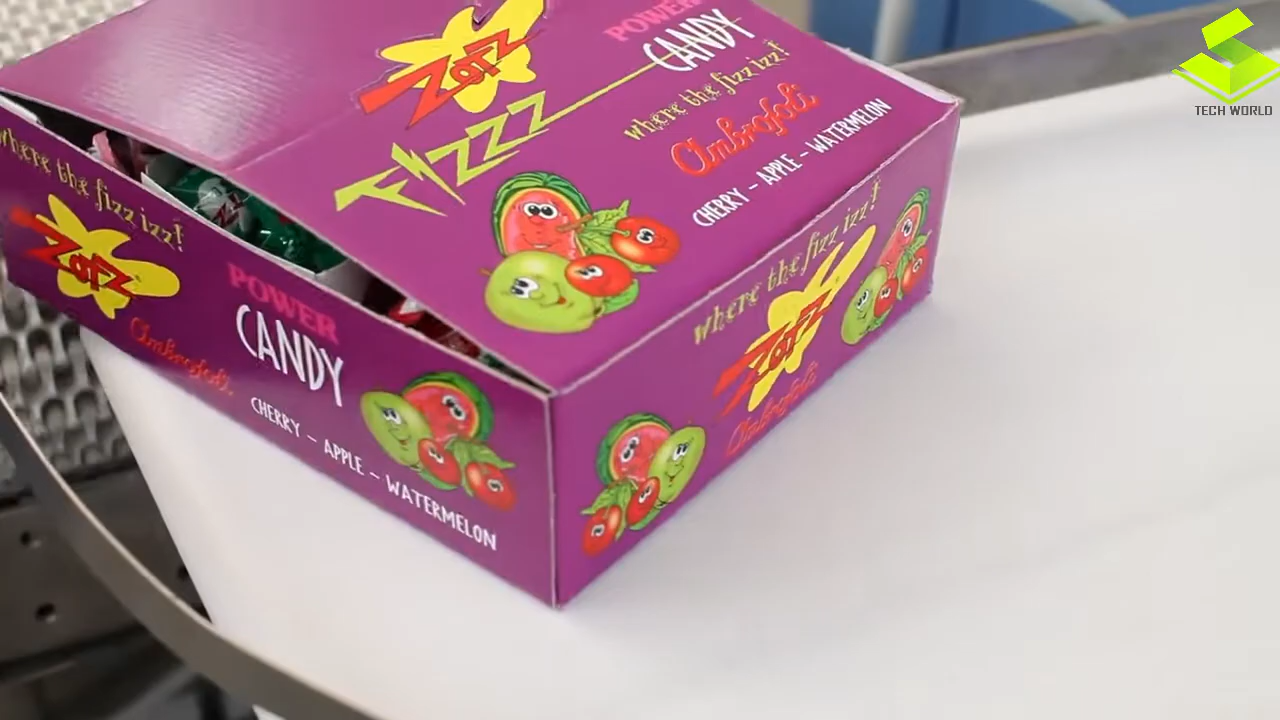 ZOTZ
FIZZZ
POWER
CANDY
where the fizz izz!
Ambrosoli
CHERRY - APPLE - WATERMELON
where the fizz izz!
ZOTZ
Ambrosoli
POWER
CANDY
CHERRY - APPLE - WATERMELON
where the fizz izz!
ZOTZ
Ambrosoli
TECH WORLD